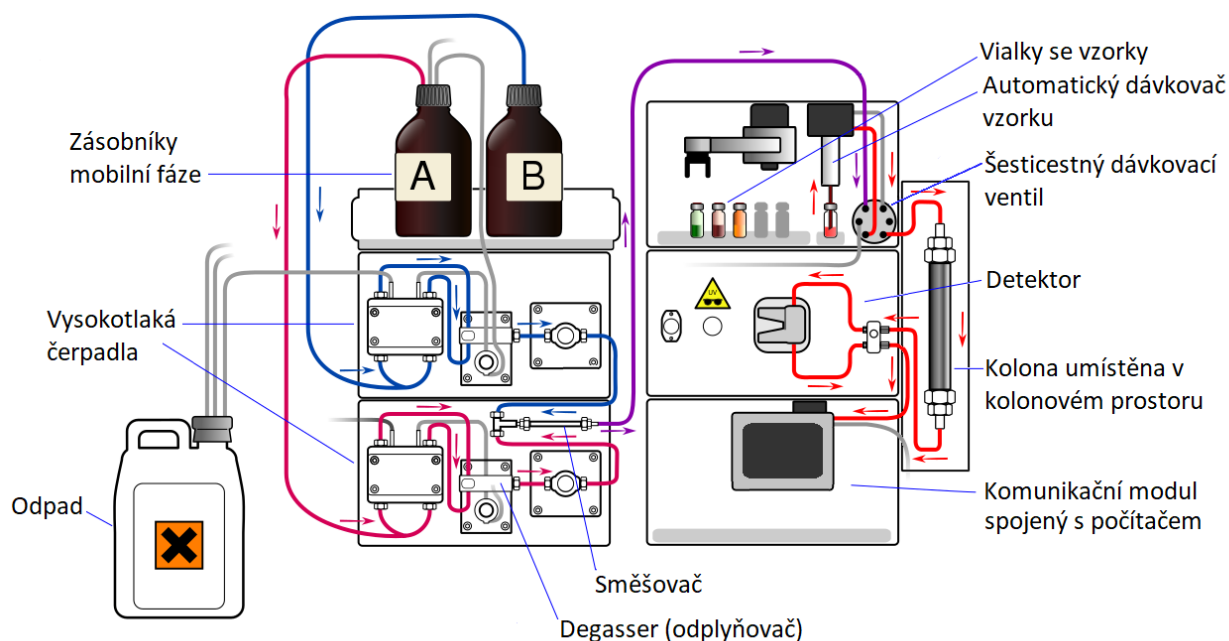 Zásobníky
mobilní fáze
A
B
Vialky se vzorky
Automatický dávkovač
vzorku
Šesticestný dávkovací
ventil
UV
Detektor
Vysokotlaká
čerpadla
Kolona umístěna v
kolonovém prostoru
Odpad
Komunikační modul
spojený s počítačem
Směšovač
Degasser (odplyňovač)